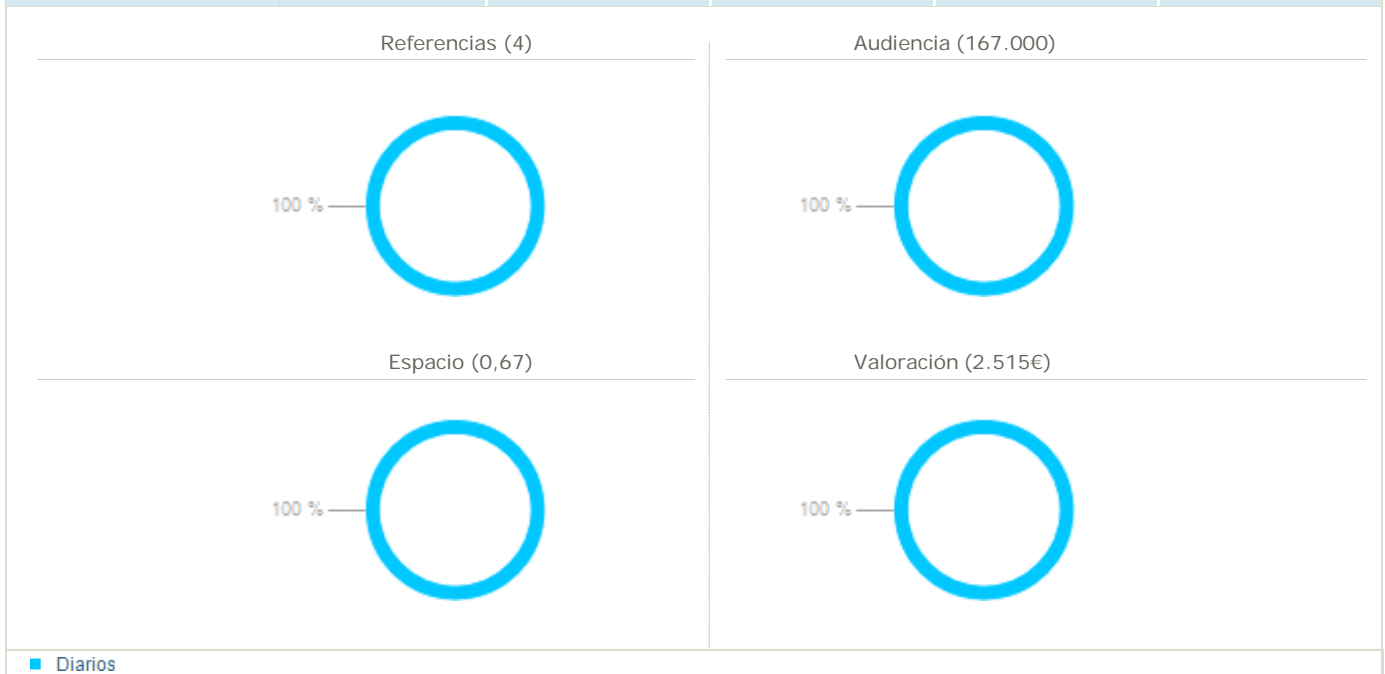 Referencias (4)
Audiencia (167.000)
100 %
100 %
Espacio (0,67)
Valoración (2.515€)
100 %
100 %
Diarios